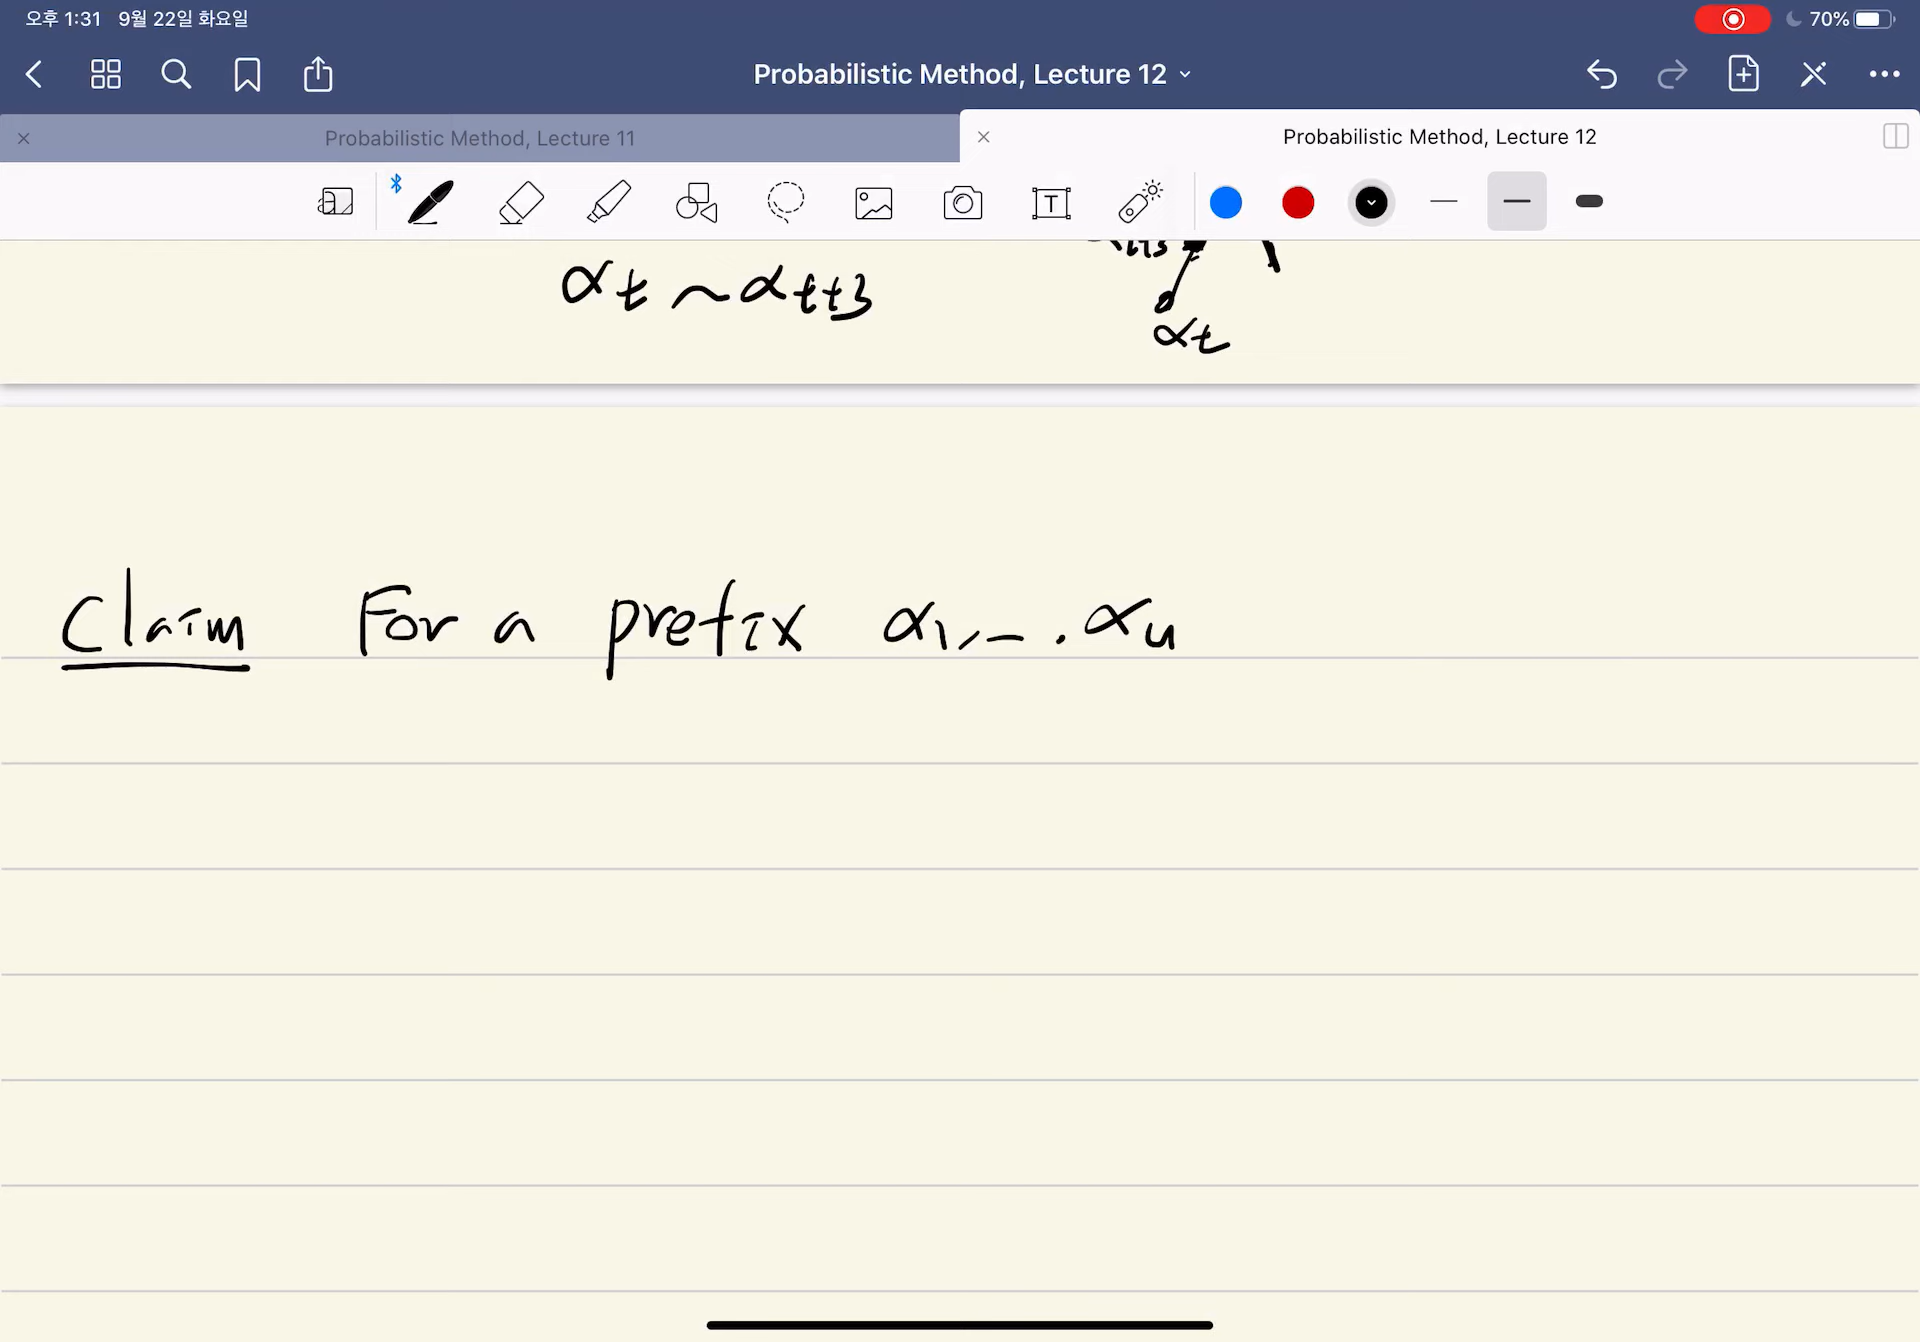 오후 1:31 9월 22일 화요일 70%
Probabilistic Method, Lecture 12
Probabilistic Method, Lecture 11
Probabilistic Method, Lecture 12
αt ~ αt+3
αt
Claim For a prefix α1, – . αu